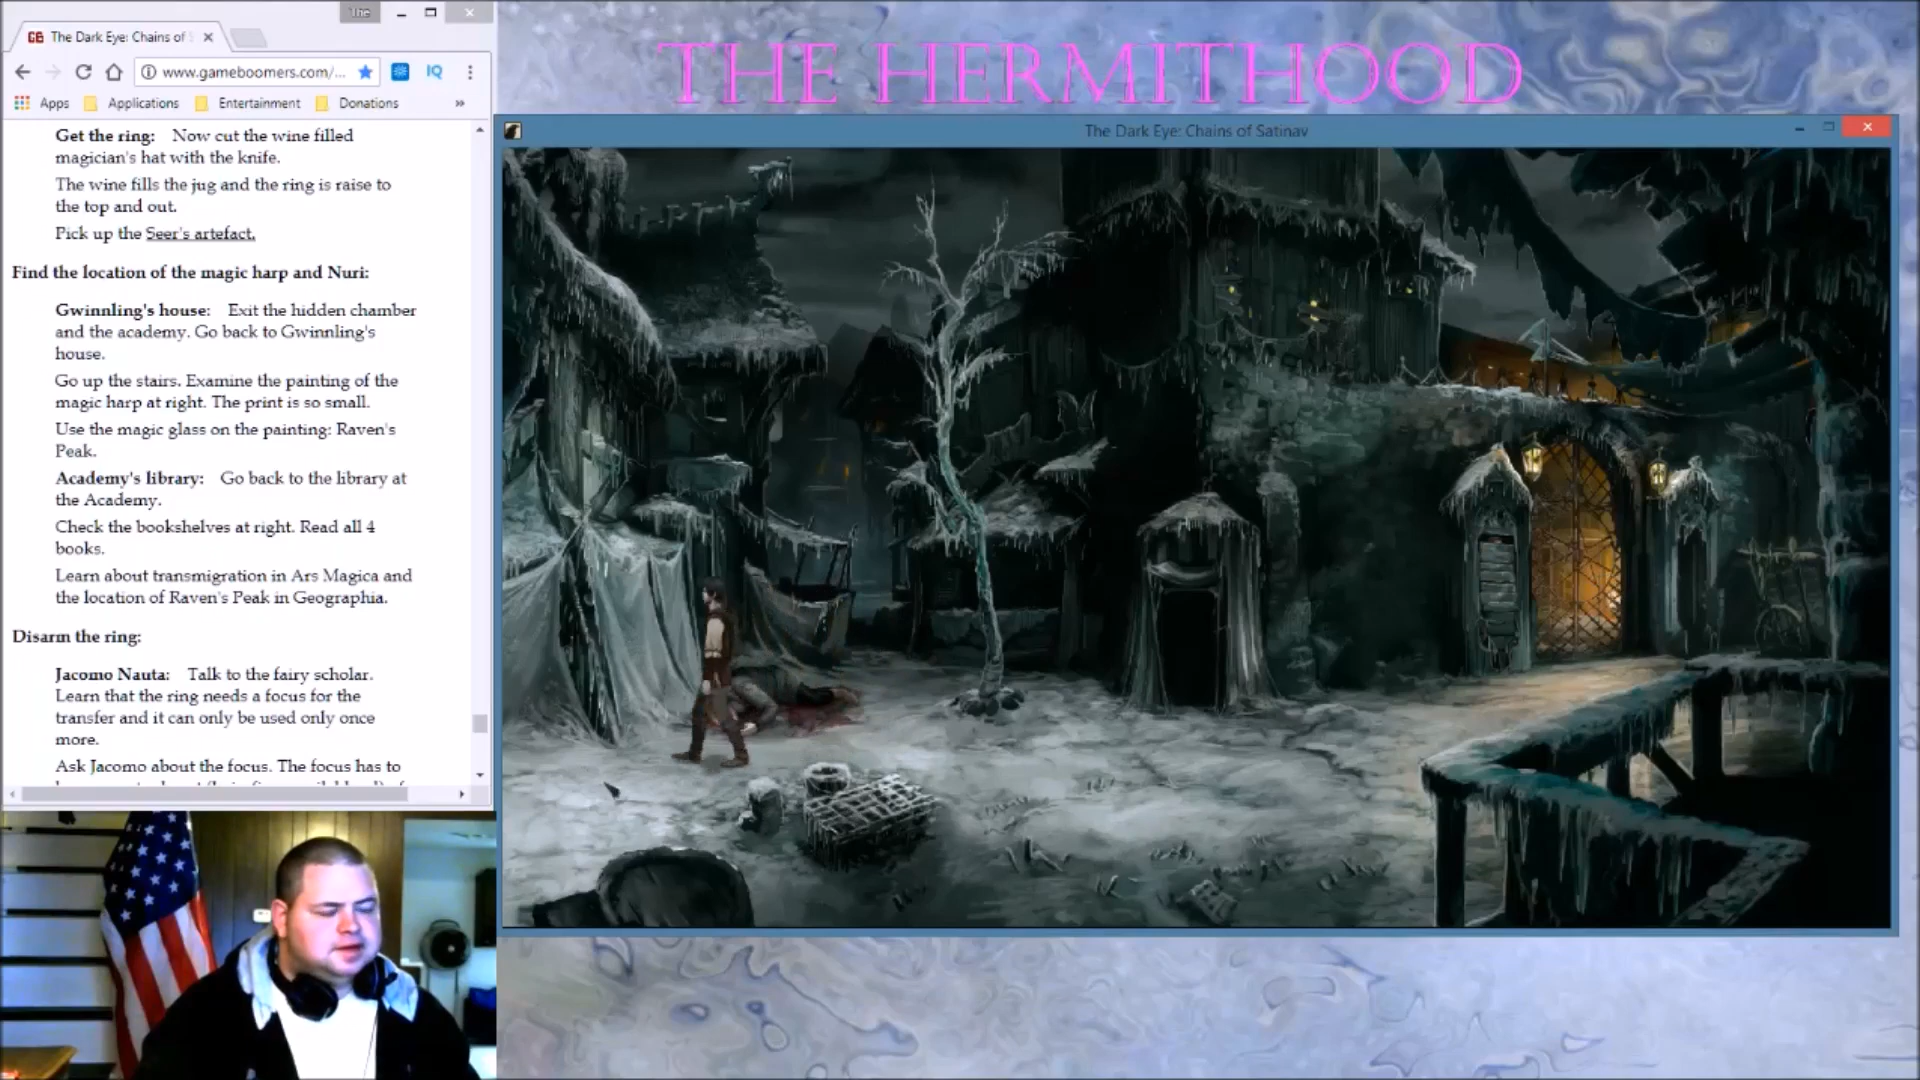 The
The Dark Eye: Chains of S
www.gameboomers.com/...
IQ
Apps
Applications
Entertainment
Donations
»
Get the ring: Now cut the wine filled
magician's hat with the knife.
The wine fills the jug and the ring is raise to
the top and out.
Pick up the Seer's artefact.
Find the location of the magic harp and Nuri:
Gwinnling's house: Exit the hidden chamber
and the academy. Go back to Gwinnling's
house.
Go up the stairs. Examine the painting of the
magic harp at right. The print is so small.
Use the magic glass on the painting: Raven's
Peak.
Academy's library: Go back to the library at
the Academy.
Check the bookshelves at right. Read all 4
books.
Learn about transmigration in Ars Magica and
the location of Raven's Peak in Geographia.
Disarm the ring:
Jacomo Nauta: Talk to the fairy scholar.
Learn that the ring needs a focus for the
transfer and it can only be used only once
more.
Ask Jacomo about the focus. The focus has to
THE HERMITHOOD
The Dark Eye: Chains of Satinav